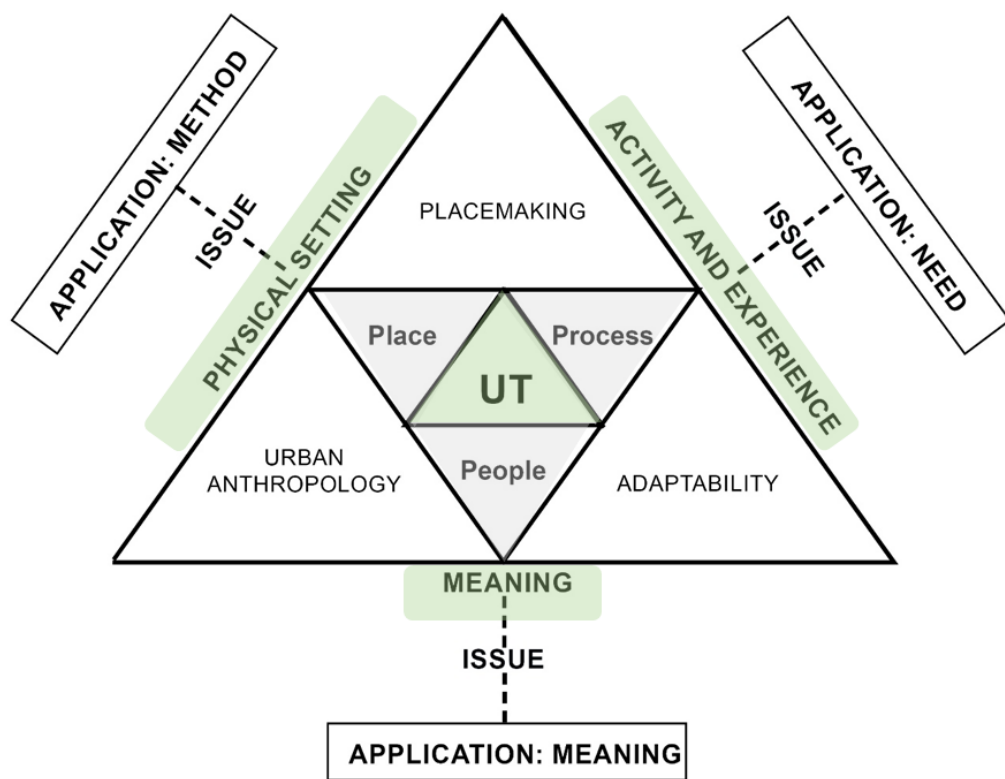 APPLICATION: METHOD
ISSUE
PHYSICAL SETTING
APPLICATION: NEED
ISSUE
ACTIVITY AND EXPERIENCE
PLACEMAKING
Place
Process
UT
People
URBAN
ANTHROPOLOGY
ADAPTABILITY
MEANING
ISSUE
APPLICATION: MEANING